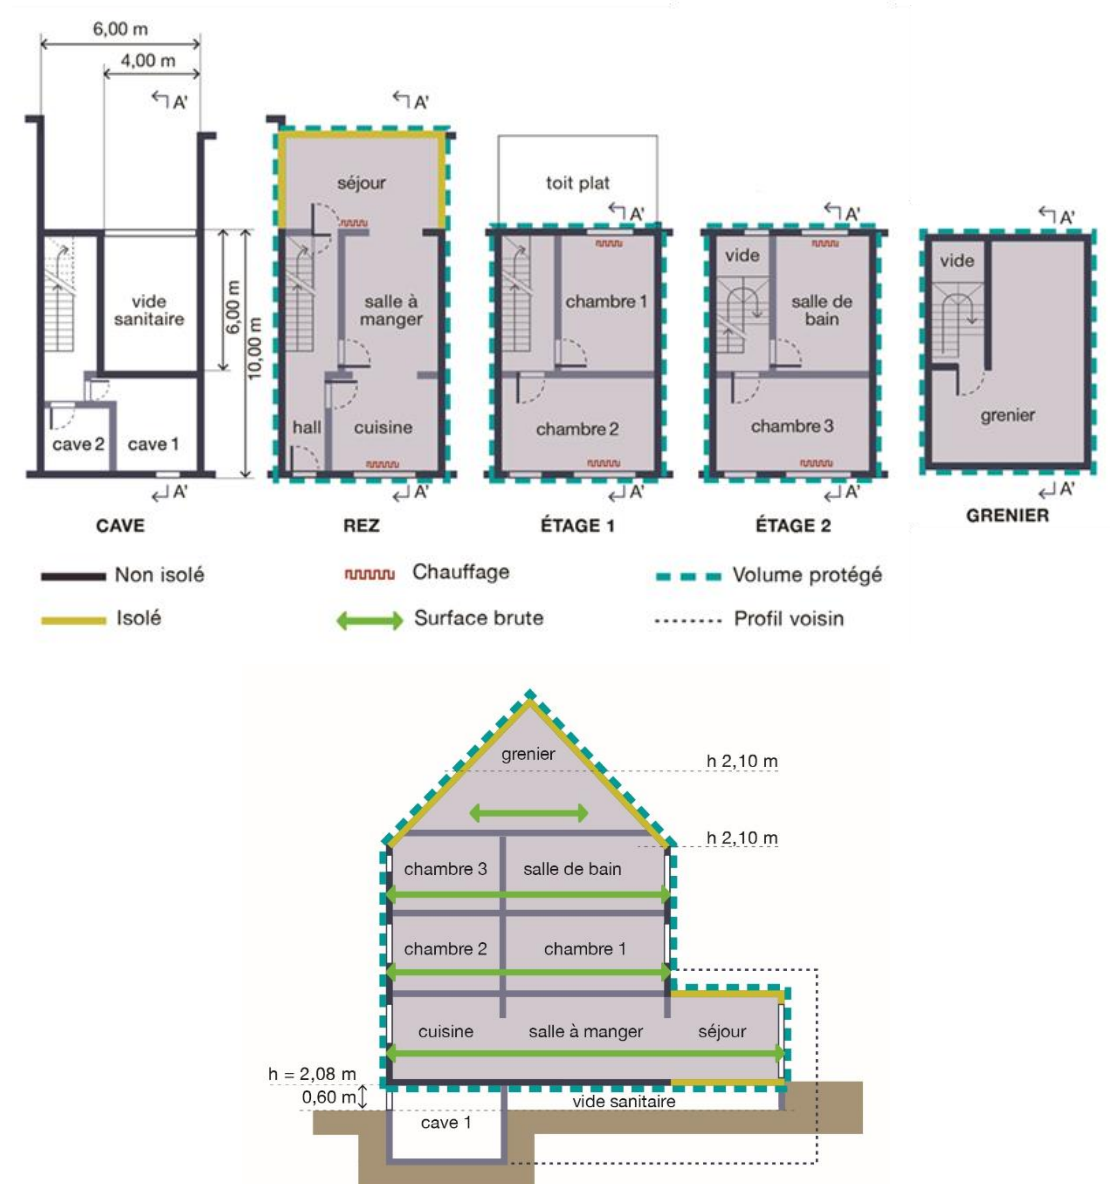 6,00 m
4,00 m
A'
A'
séjour
toit plat
A'
A'
A'
vide
sanitaire
6,00 m
10,00 m
salle à
manger
chambre 1
vide
salle de
bain
vide
cave 2
cave 1
hall
cuisine
chambre 2
chambre 3
grenier
A'
A'
A'
A'
A'
CAVE
REZ
ÉTAGE 1
ÉTAGE 2
GRENIER
Non isolé
Chauffage
Volume protégé
Isolé
Surface brute
Profil voisin
grenier
h 2,10 m
h 2,10 m
chambre 3
salle de bain
chambre 2
chambre 1
cuisine
salle à manger
séjour
h = 2,08 m
0,60 m
vide sanitaire
cave 1